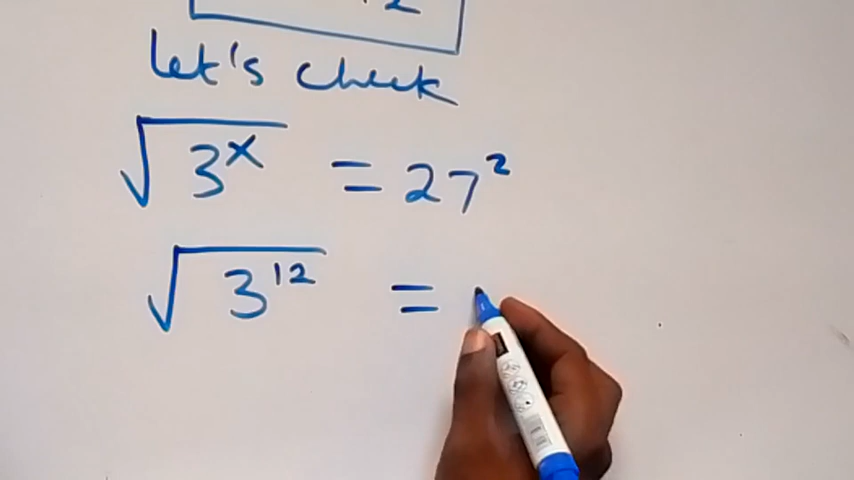 let's check
√3^x = 27^2
√3^12 =